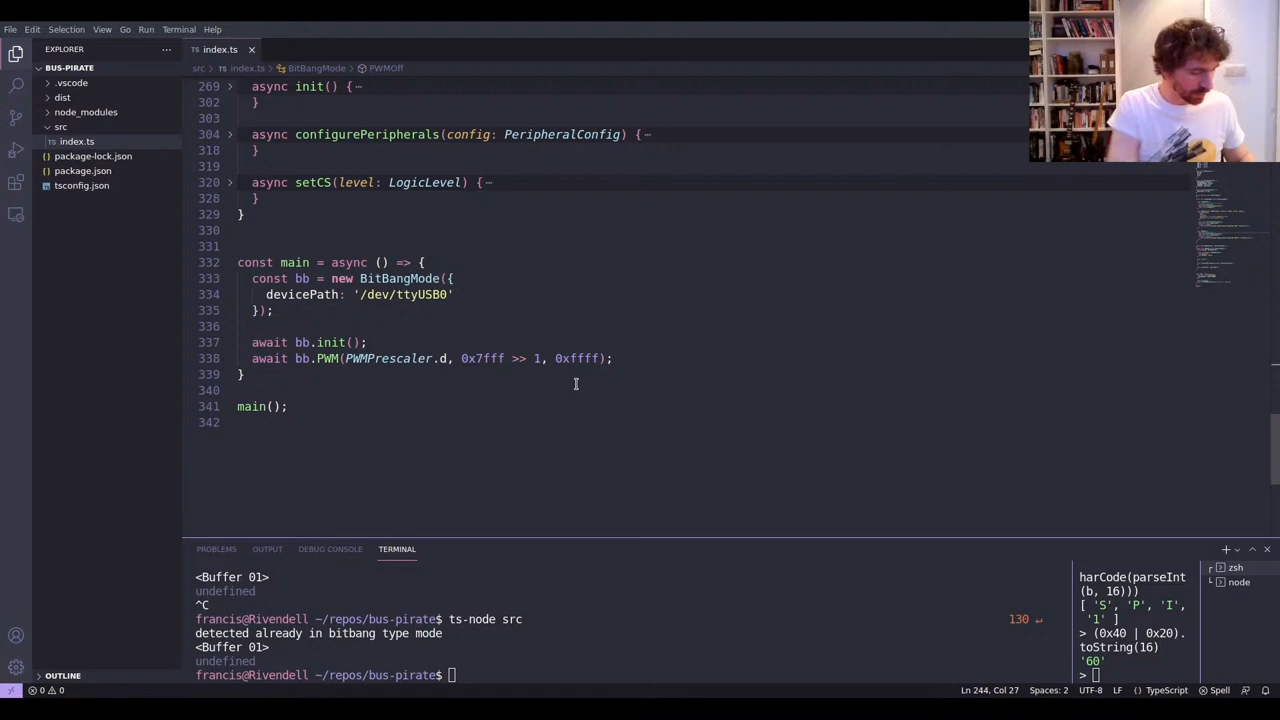 File Edit Selection View Go Run Terminal Help
EXPLORER
BUS-PIRATE
.vscode
dist
node_modules
src
index.ts
package-lock.json
package.json
tsconfig.json
OUTLINE
index.ts
src > index.ts > BitBangMode > PWMOff
269 async init() {
302 }
304 async configurePeripherals(config: PeripheralConfig) {
318 }
319
320 async setCS(level: LogicLevel) {
328 }
329 }
330
331
332 const main = async () => {
333 const bb = new BitBangMode({
334 devicePath: '/dev/ttyUSB0'
335 });
336
337 await bb.init();
338 await bb.PWM(PWMPrescaler.d, 0x7fff >> 1, 0xffff);
339 }
340
341 main();
342
PROBLEMS OUTPUT DEBUG CONSOLE TERMINAL
<Buffer 01>
undefined
^C
francis@Rivendell ~/repos/bus-pirate$ ts-node src 130 ↵
detected already in bitbang type mode
<Buffer 01>
undefined
francis@Rivendell ~/repos/bus-pirate$
harCode(parseInt
(b, 16)))
[ 'S', 'P', 'I',
'1' ]
> (0x40 | 0x20).
toString(16)
'60'
>
zsh
node
0 0 Ln 244, Col 27 Spaces: 2 UTF-8 LF TypeScript Spell